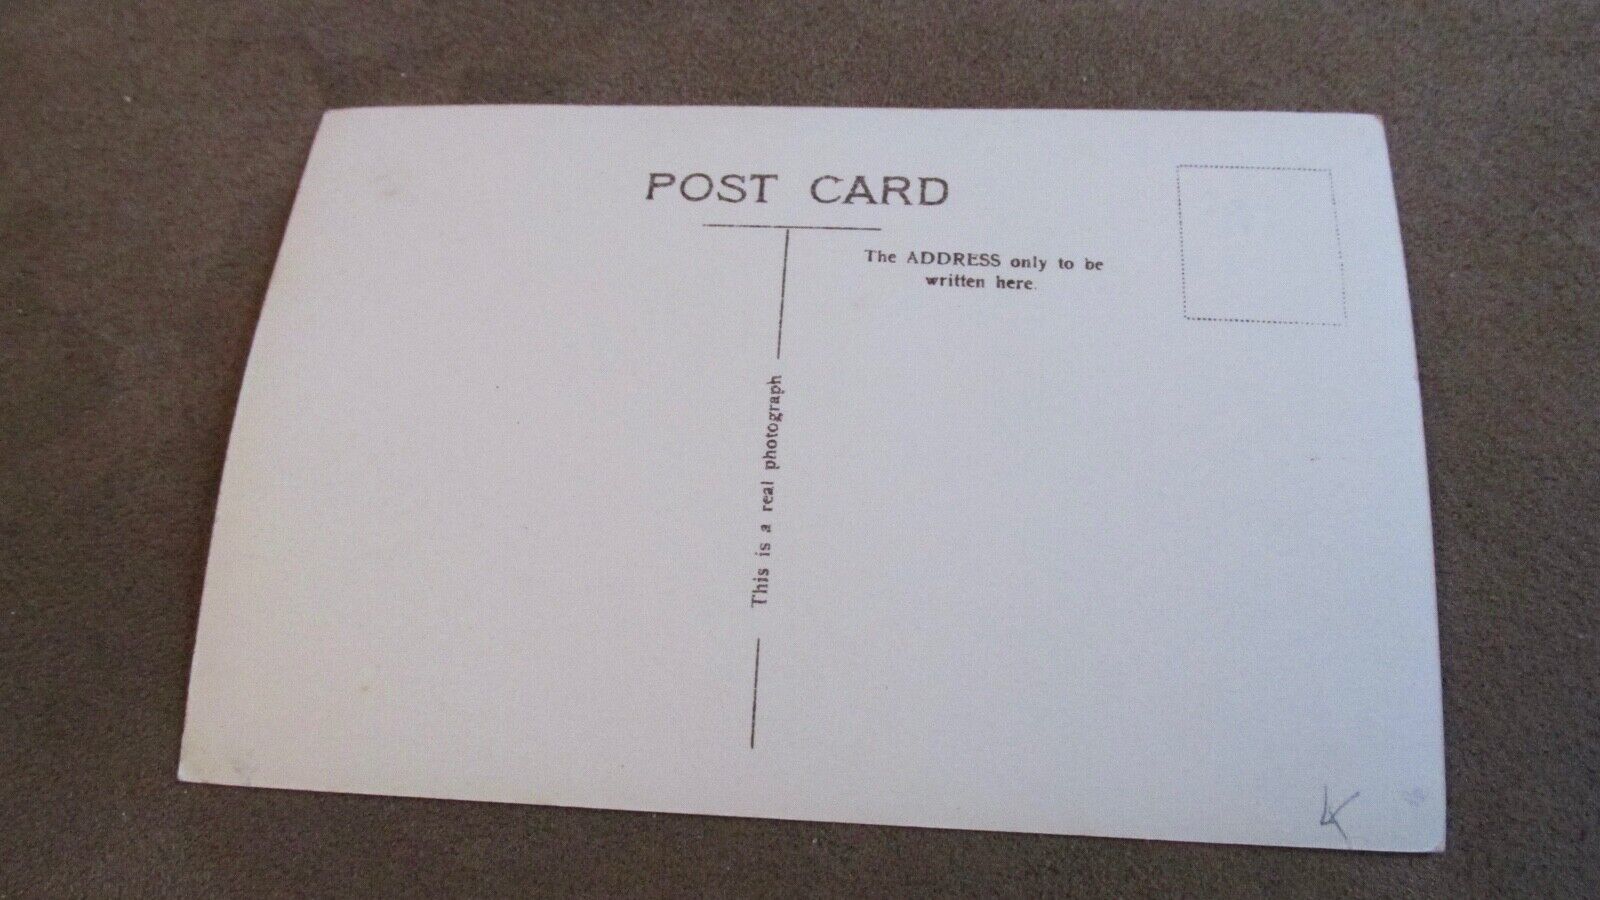 POST CARD
The ADDRESS only to be
written here.
This is a real photograph